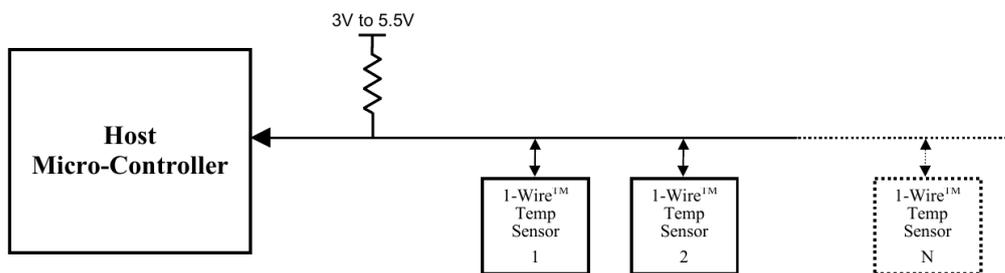 3V to 5.5V
Host
Micro-Controller
1-Wire™
Temp
Sensor
1
1-Wire™
Temp
Sensor
2
1-Wire™
Temp
Sensor
N